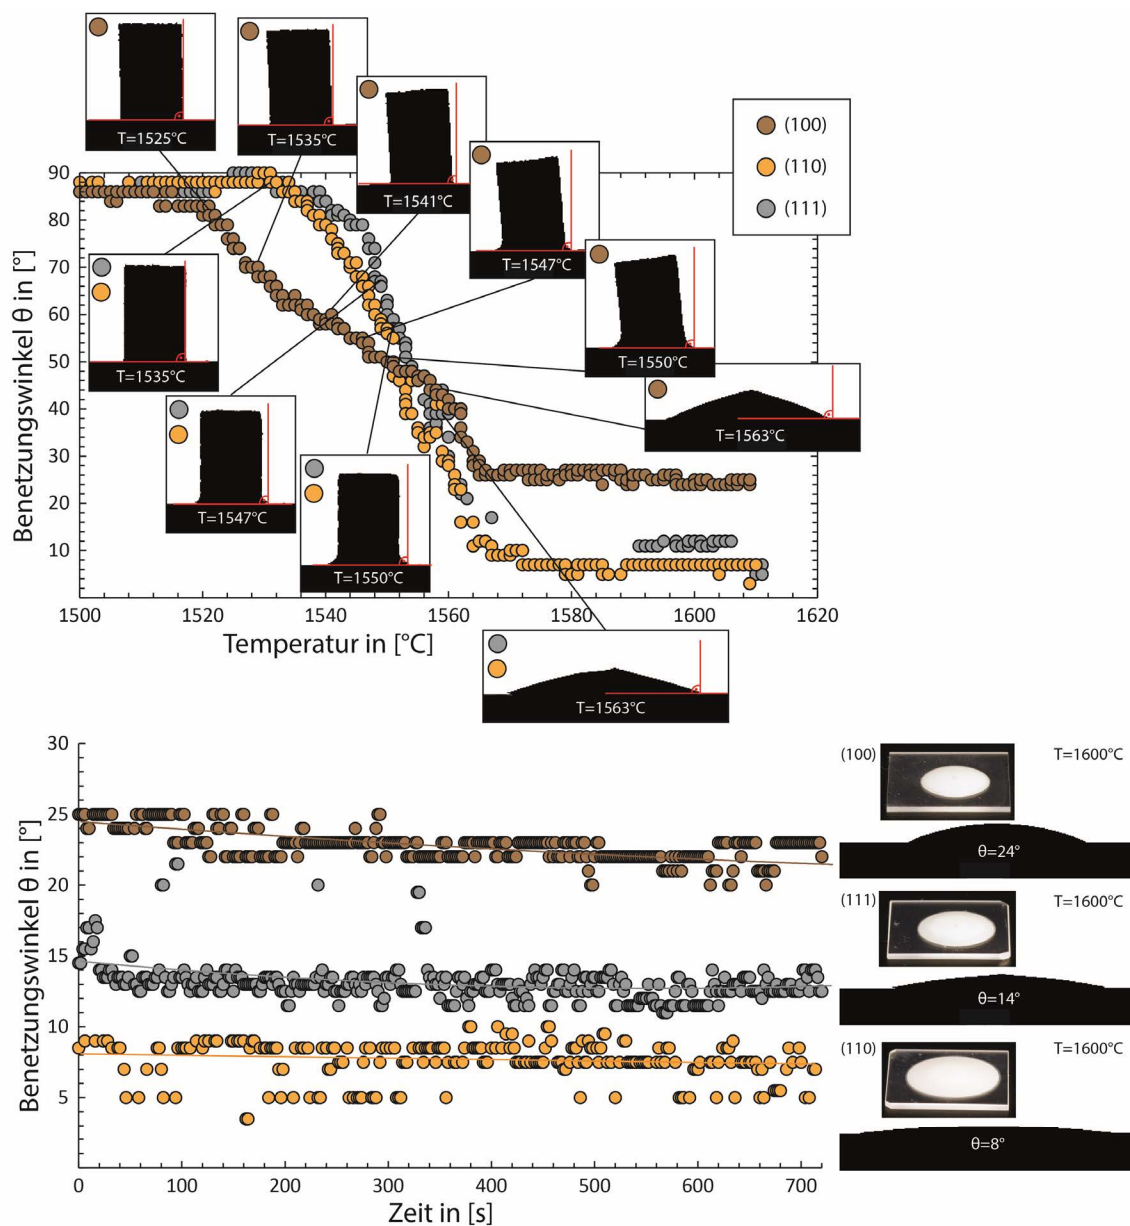 T=1525°C
T=1535°C
T=1541°C
T=1547°C
T=1550°C
T=1563°C
(100)
(110)
(111)
T=1535°C
T=1547°C
T=1550°C
T=1563°C
Benetzungswinkel θ in [°]
90
80
70
60
50
40
30
20
10
1500
1520
1540
1560
1580
1600
1620
Temperatur in [°C]
Benetzungswinkel θ in [°]
30
25
20
15
10
5
0
100
200
300
400
500
600
700
Zeit in [s]
(100)
T=1600°C
θ=24°
(111)
T=1600°C
θ=14°
(110)
T=1600°C
θ=8°